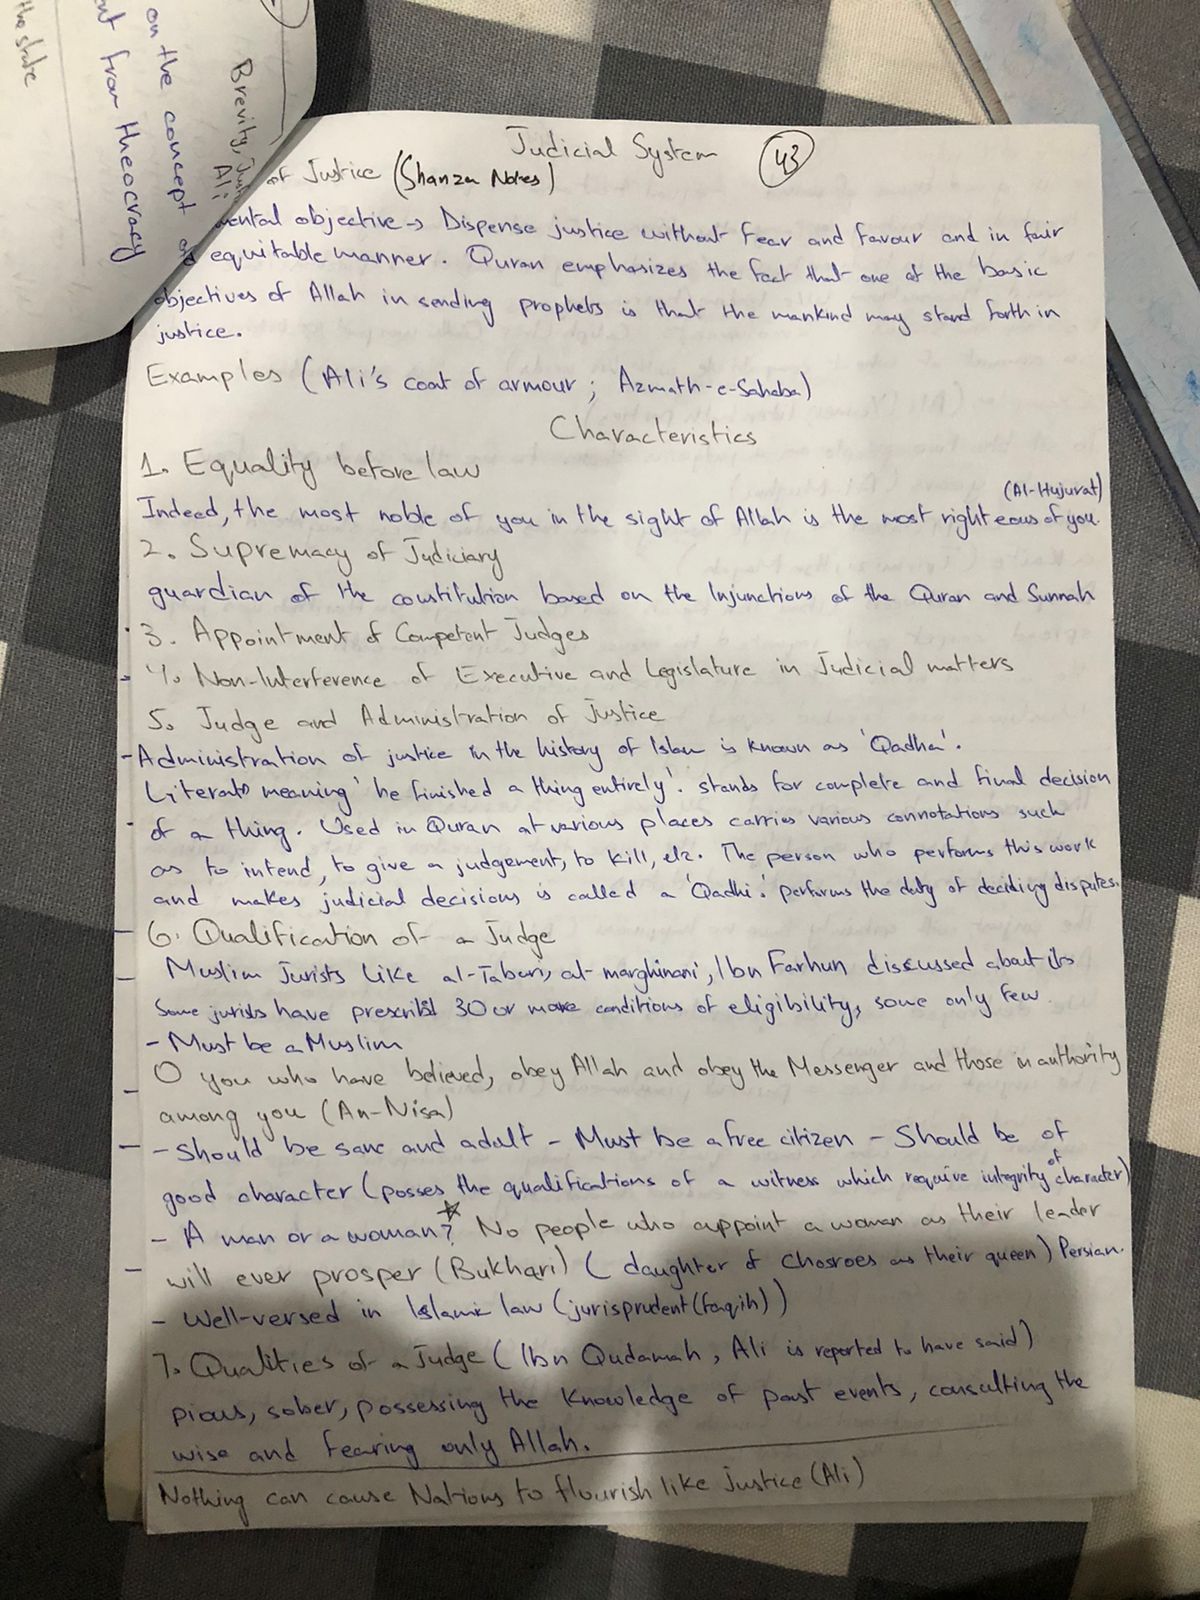 the state
out from theocracy
on the concept of
Brevity,
Ali
Judicial System
43
of Justice (Shanza Notes)
mental objective → Dispense justice without fear and favour and in fair
equitable manner. Quran emphasizes the fact that one of the basic
objectives of Allah in sending prophets is that the mankind may stand forth in
justice.
Examples (Ali's coat of armour ; Azmath-e-Sahaba)
Characteristics
1. Equality before law
(Al-Hujurat)
Indeed, the most noble of you in the sight of Allah is the most righteous of you.
2. Supremacy of Judiciary
guardian of the constitution based on the Injunctions of the Quran and Sunnah
3. Appointment of Competent Judges
4. Non-Interference of Executive and Legislature in Judicial matters
5. Judge and Administration of Justice
- Administration of justice in the history of Islam is known as 'Qadha'.
meaning 'he finished a thing entirely'. stands for complete and final decision
of a thing. Used in Quran at various places carries various connotations such
as to intend, to give a judgement, to kill, etc. The person who performs this work
and makes judicial decisions is called a 'Qadhi.' performs the duty of deciding disputes.
6. Qualification of a Judge
Muslim Jurists like al-Tabari, al-marghinani, Ibn Farhun discussed about
Some jurists have 30 or more conditions of eligibility, some only few.
- Must be a Muslim
O you who have believed, obey Allah and obey the Messenger and those in authority
among you (An-Nisa)
- Should be sane and adult - Must be a free citizen - Should be of
good character (posses the qualifications of a witness which require integrity of character)
- A man or a woman? No people who appoint a woman as their leader
will ever prosper (Bukhari) (daughter of Chosroes as their queen) Persian.
- Well-versed in Islamic law (jurisprudent (faqih))
7. Qualities of a Judge (Ibn Qudamah, Ali is reported to have said)
pious, sober, possessing the knowledge of past events, consulting the
wise and fearing only Allah.
Nothing can cause Nations to flourish like Justice (Ali)